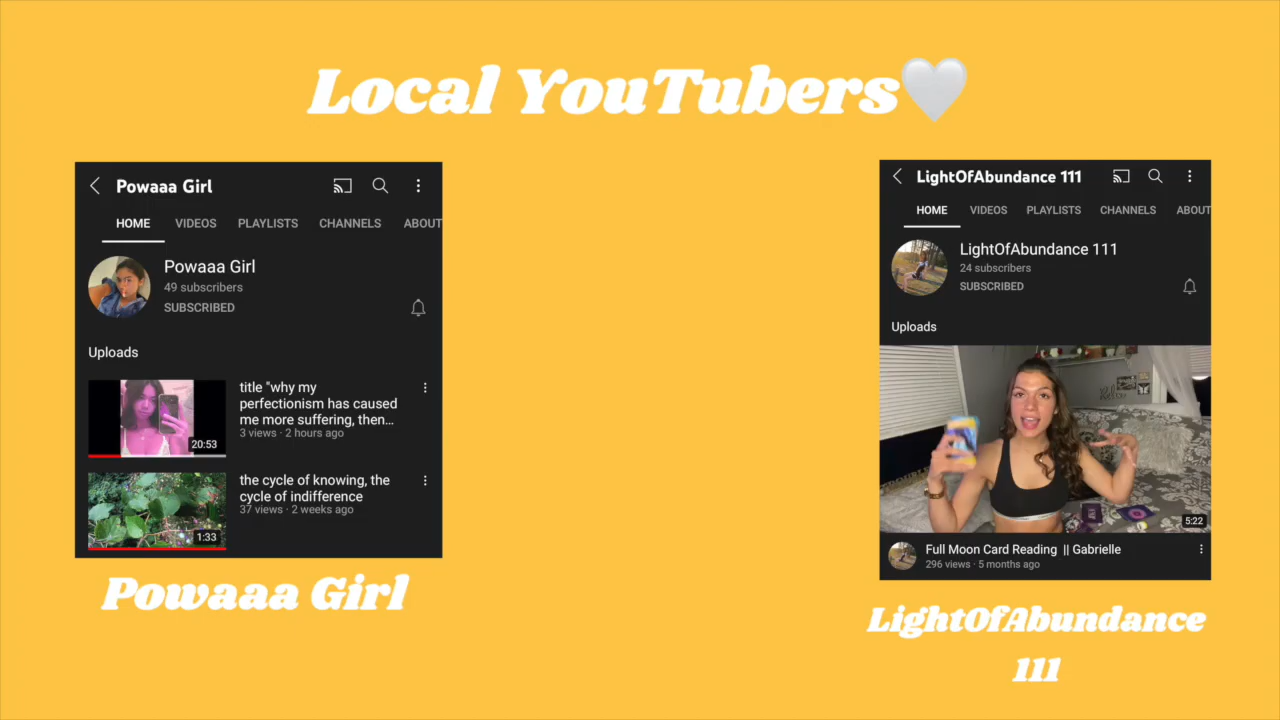 Local YouTubers🤍
Powaaa Girl
HOME VIDEOS PLAYLISTS CHANNELS ABOUT
Powaaa Girl
49 subscribers
SUBSCRIBED
Uploads
20:53
title "why my
perfectionism has caused
me more suffering, then...
3 views · 2 hours ago
1:33
the cycle of knowing, the
cycle of indifference
37 views · 2 weeks ago
Powaaa Girl
LightOfAbundance 111
HOME VIDEOS PLAYLISTS CHANNELS ABOUT
LightOfAbundance 111
24 subscribers
SUBSCRIBED
Uploads
5:22
Full Moon Card Reading || Gabrielle
296 views · 5 months ago
LightOfAbundance
111